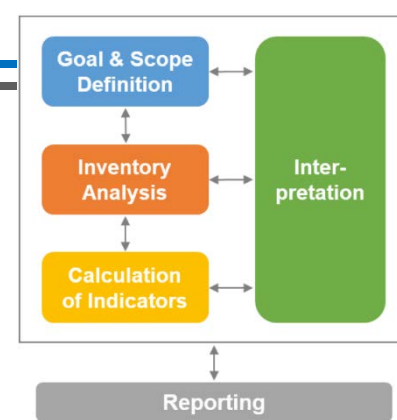 Goal & Scope
Definition
Inventory
Analysis
Inter-
pretation
Calculation
of Indicators
Reporting